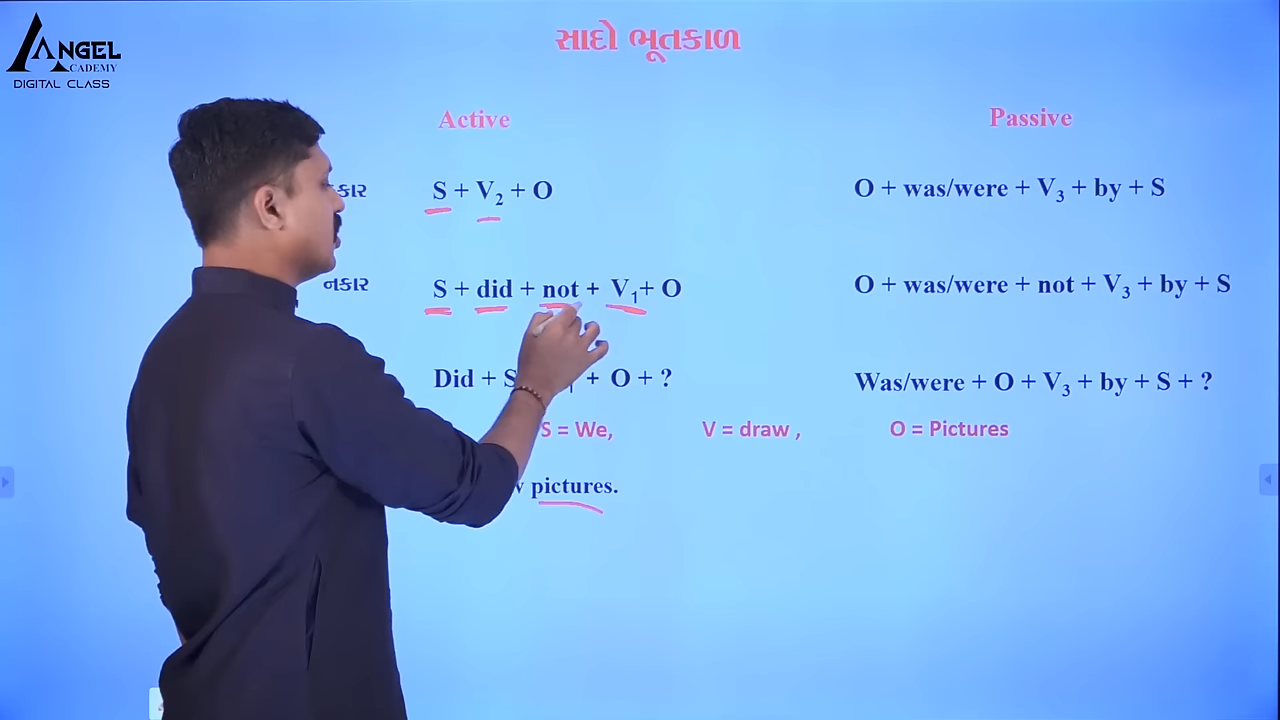 ANGEL
ACADEMY
DIGITAL CLASS
સાદો ભૂતકાળ
Active Passive
S + V₂ + O O + was/were + V₃ + by + S
નકાર S + did + not + V₁ + O O + was/were + not + V₃ + by + S
Did + S + O + ? Was/were + O + V₃ + by + S + ?
S = We, V = draw , O = Pictures
pictures.